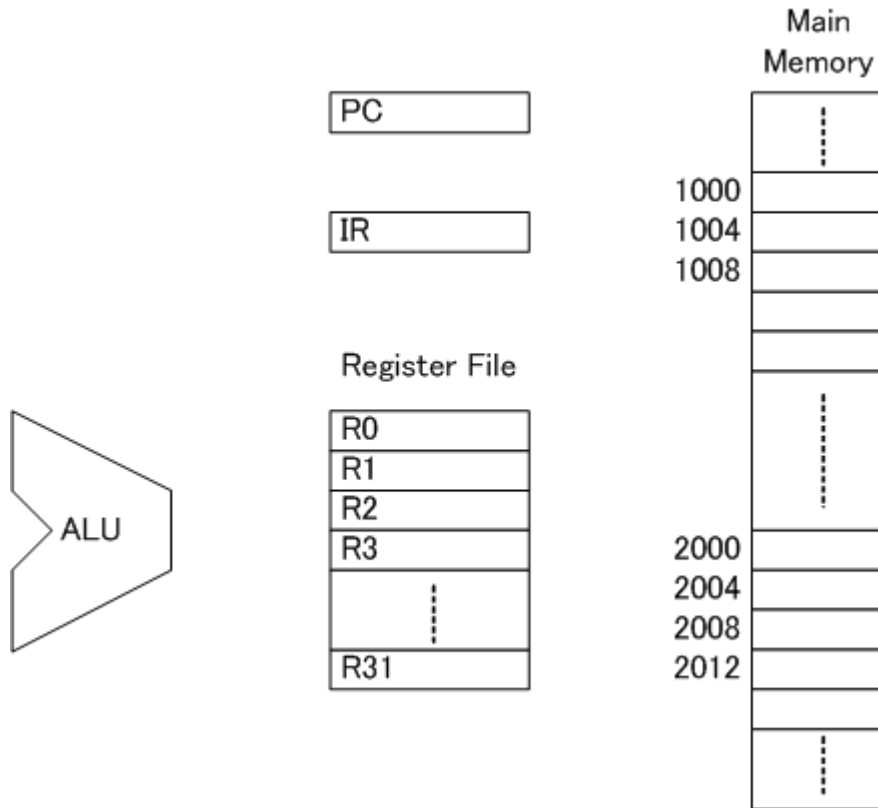 Main
Memory
PC
1000
IR
1004
1008
Register File
R0
R1
R2
ALU
R3
2000
2004
2008
R31
2012